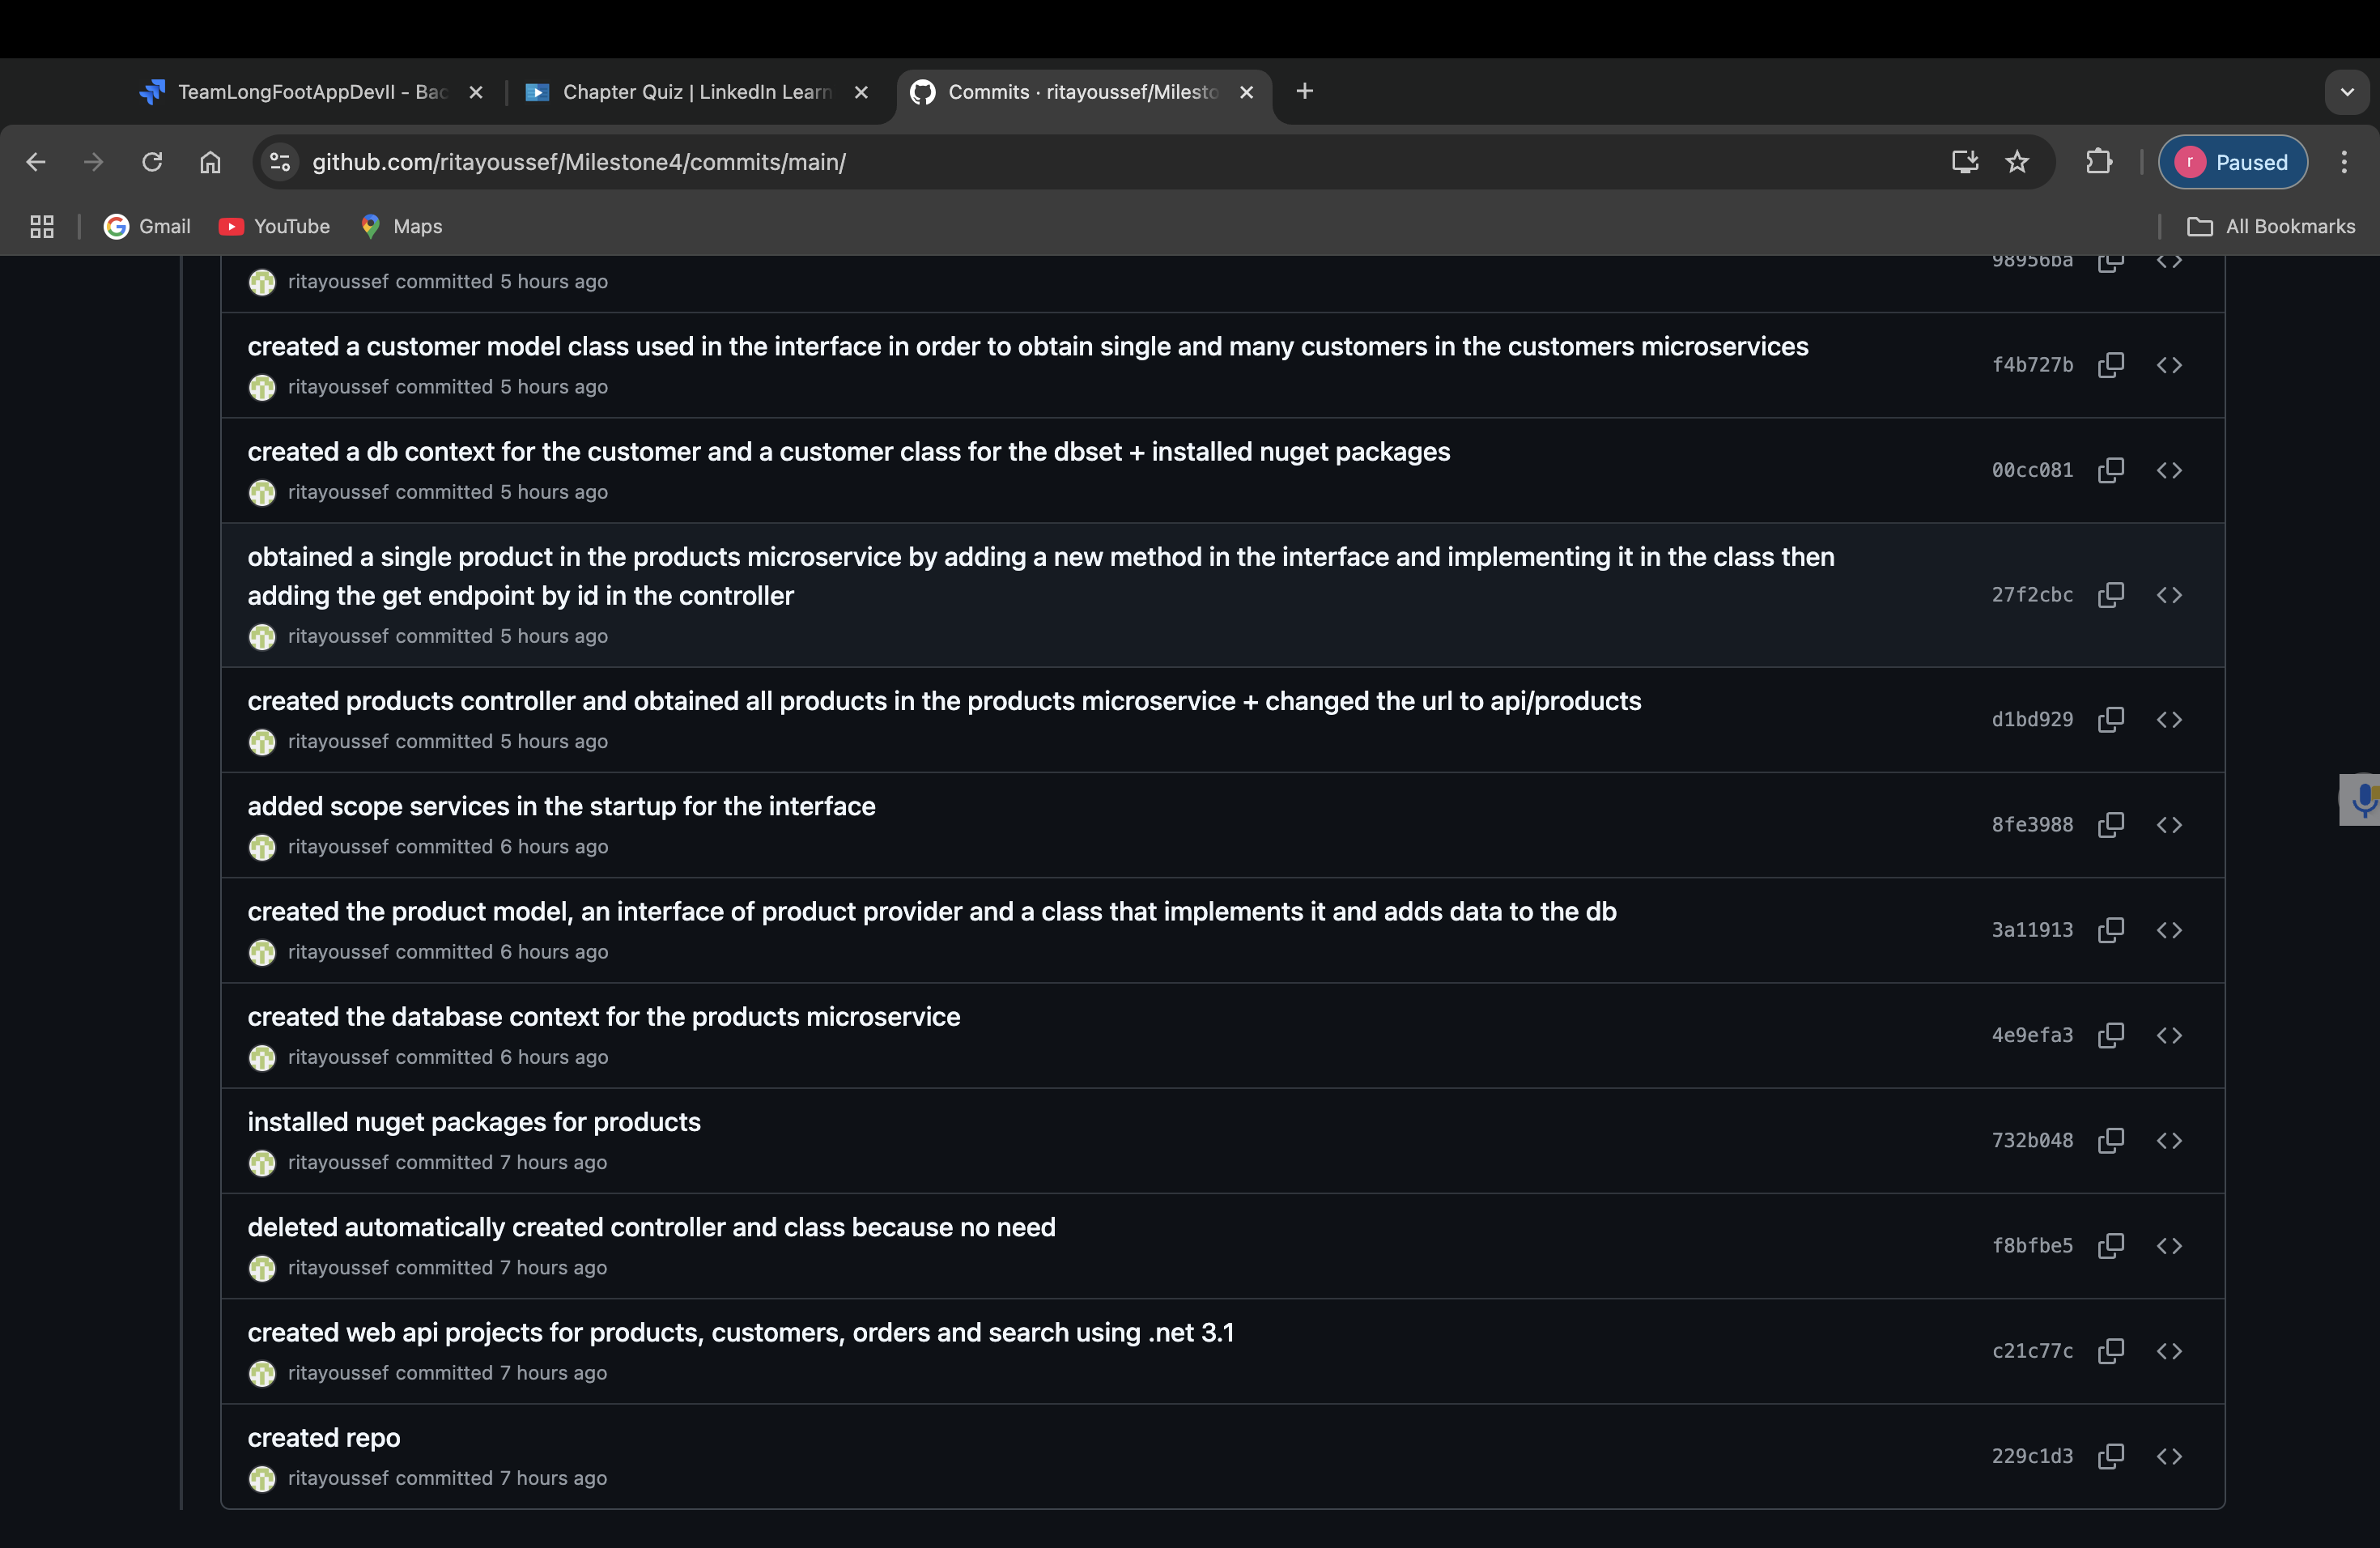 TeamLongFootAppDevII - Bac
Chapter Quiz | LinkedIn Learn
Commits · ritayoussef/Milesto
github.com/ritayoussef/Milestone4/commits/main/
r
Paused
Gmail
YouTube
Maps
All Bookmarks
98956ba
ritayoussef committed 5 hours ago
created a customer model class used in the interface in order to obtain single and many customers in the customers microservices
f4b727b
ritayoussef committed 5 hours ago
created a db context for the customer and a customer class for the dbset + installed nuget packages
00cc081
ritayoussef committed 5 hours ago
obtained a single product in the products microservice by adding a new method in the interface and implementing it in the class then
adding the get endpoint by id in the controller
27f2cbc
ritayoussef committed 5 hours ago
created products controller and obtained all products in the products microservice + changed the url to api/products
d1bd929
ritayoussef committed 5 hours ago
added scope services in the startup for the interface
8fe3988
ritayoussef committed 6 hours ago
created the product model, an interface of product provider and a class that implements it and adds data to the db
3a11913
ritayoussef committed 6 hours ago
created the database context for the products microservice
4e9efa3
ritayoussef committed 6 hours ago
installed nuget packages for products
732b048
ritayoussef committed 7 hours ago
deleted automatically created controller and class because no need
f8bfbe5
ritayoussef committed 7 hours ago
created web api projects for products, customers, orders and search using .net 3.1
c21c77c
ritayoussef committed 7 hours ago
created repo
229c1d3
ritayoussef committed 7 hours ago